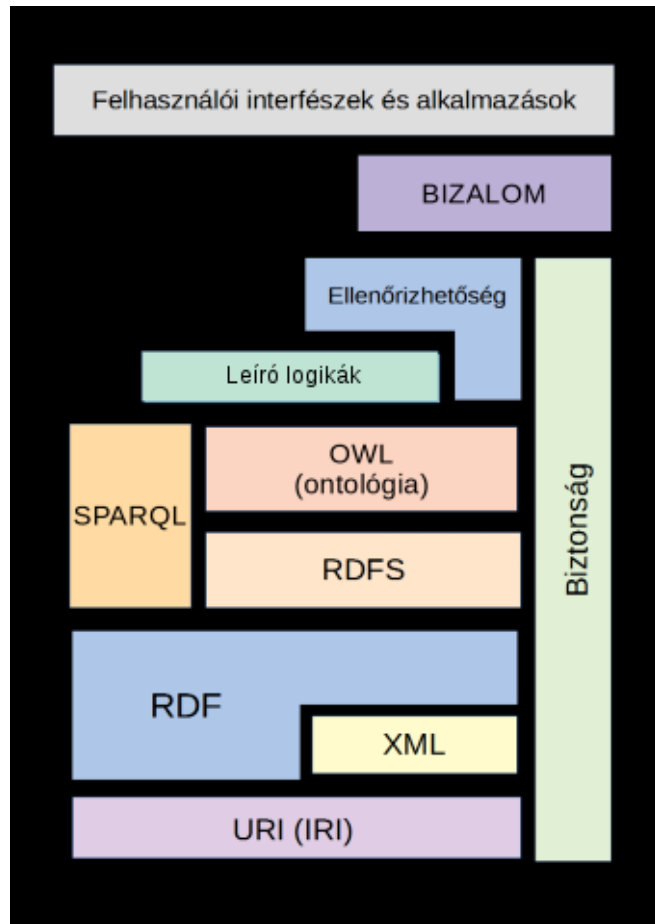 Felhasználói interfészek és alkalmazások
BIZALOM
Ellenőrizhetőség
Leíró logikák
SPARQL
OWL
(ontológia)
RDFS
Biztonság
RDF
XML
URI (IRI)